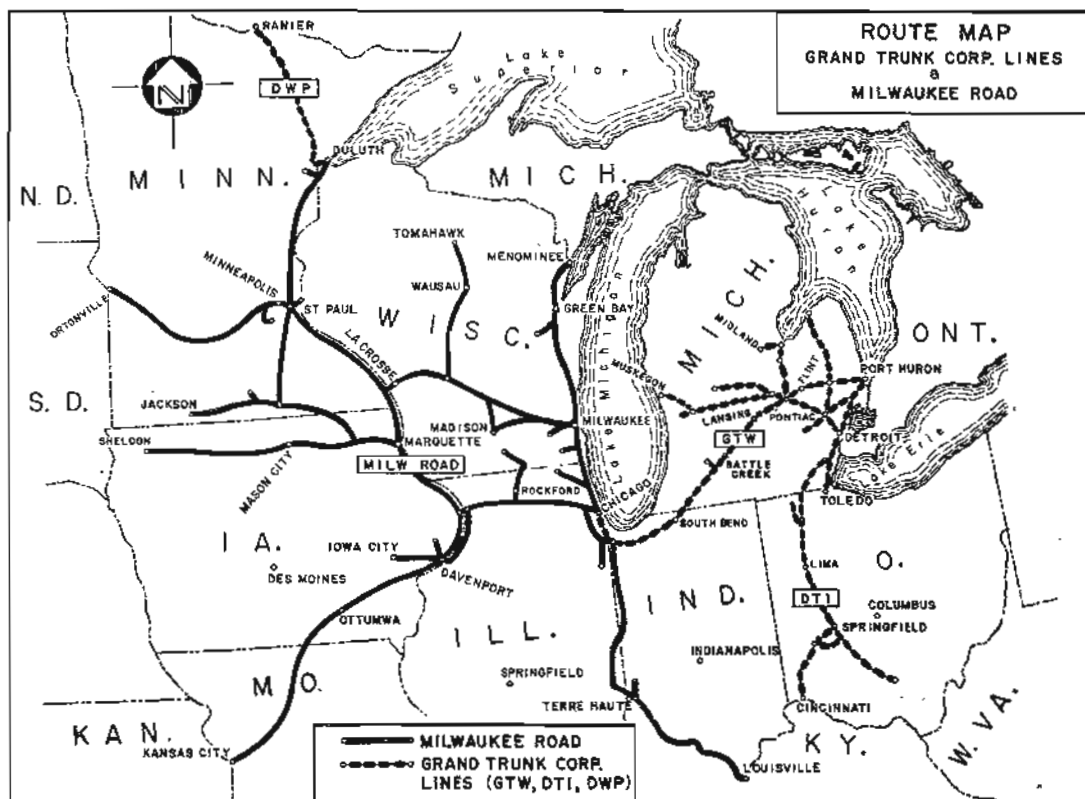 ROUTE MAP
GRAND TRUNK CORP. LINES
&
MILWAUKEE ROAD
RANIER
DWP
N
Lake Superior
DULUTH
MINN.
MICH.
N.D.
TOMAHAWK
MENOMINEE
Lake Huron
MINNEAPOLIS
WAUSAU
ORTONVILLE
ST PAUL
WISC.
GREEN BAY
Lake Michigan
MICH.
MIDLAND
ONT.
LA CROSSE
FLINT
PORT HURON
MUSKEGON
S.D.
JACKSON
MADISON
MILWAUKEE
LANSING
PONTIAC
SHELDON
MARQUETTE
GTW
DETROIT
MASON CITY
MILW ROAD
BATTLE CREEK
Lake Erie
ROCKFORD
CHICAGO
TOLEDO
SOUTH BEND
IA.
IOWA CITY
DES MOINES
DAVENPORT
LIMA
O.
DTI
IND.
COLUMBUS
OTTUMWA
SPRINGFIELD
ILL.
INDIANAPOLIS
SPRINGFIELD
MO.
TERRE HAUTE
CINCINNATI
W.VA.
KAN.
KANSAS CITY
KY.
LOUISVILLE
MILWAUKEE ROAD
GRAND TRUNK CORP.
LINES (GTW, DTI, DWP)